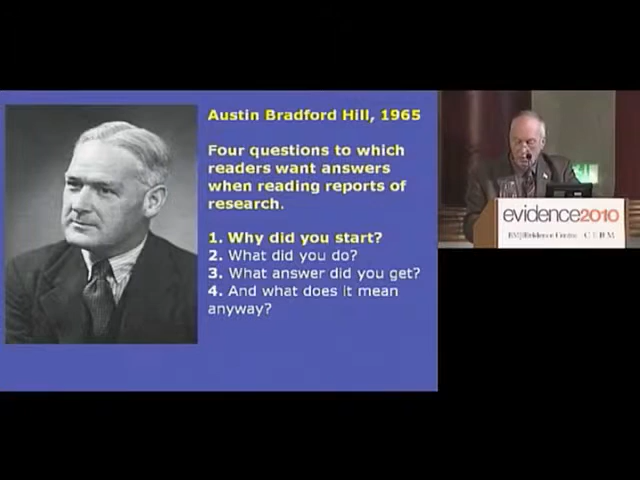 Austin Bradford Hill, 1965
Four questions to which
readers want answers
when reading reports of
research.
1. Why did you start?
2. What did you do?
3. What answer did you get?
4. And what does it mean
anyway?
evidence2010
BMJ Evidence Centre C E B M